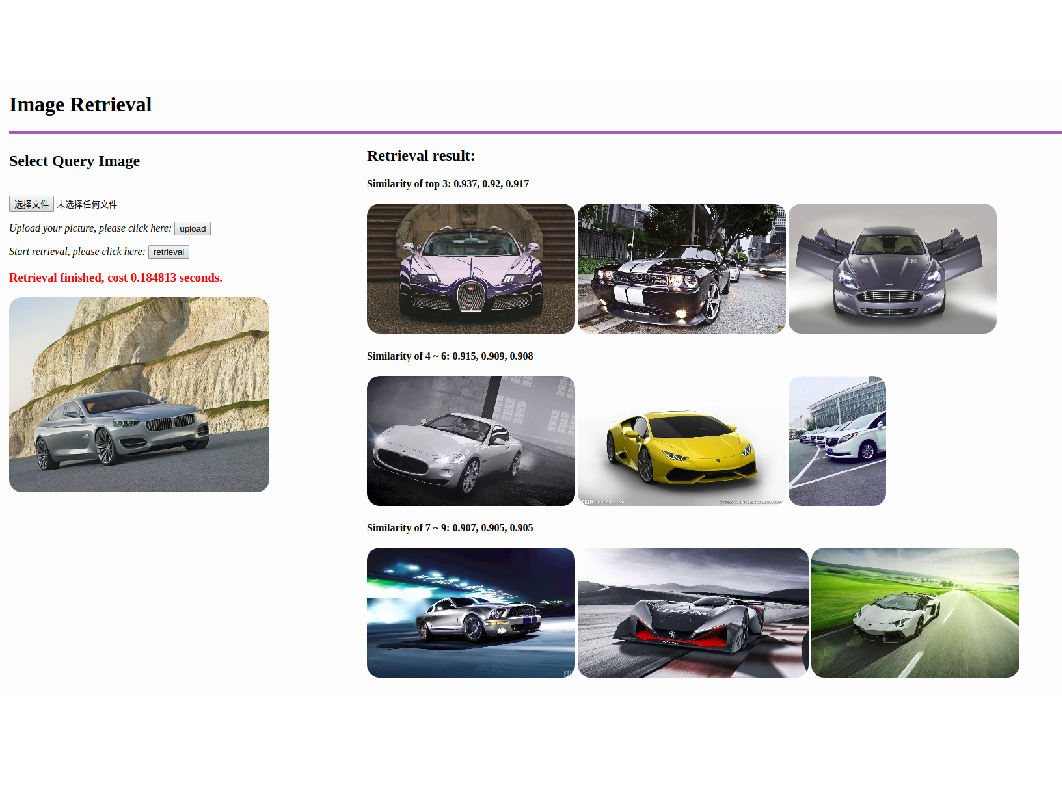 Image Retrieval
Select Query Image
选择文件 未选择任何文件
Upload your picture, please click here: upload
Start retrieval, please click here: retrieval
Retrieval finished, cost 0.184813 seconds.
Retrieval result:
Similarity of top 3: 0.937, 0.92, 0.917
Similarity of 4 ~ 6: 0.915, 0.909, 0.908
Similarity of 7 ~ 9: 0.907, 0.905, 0.905